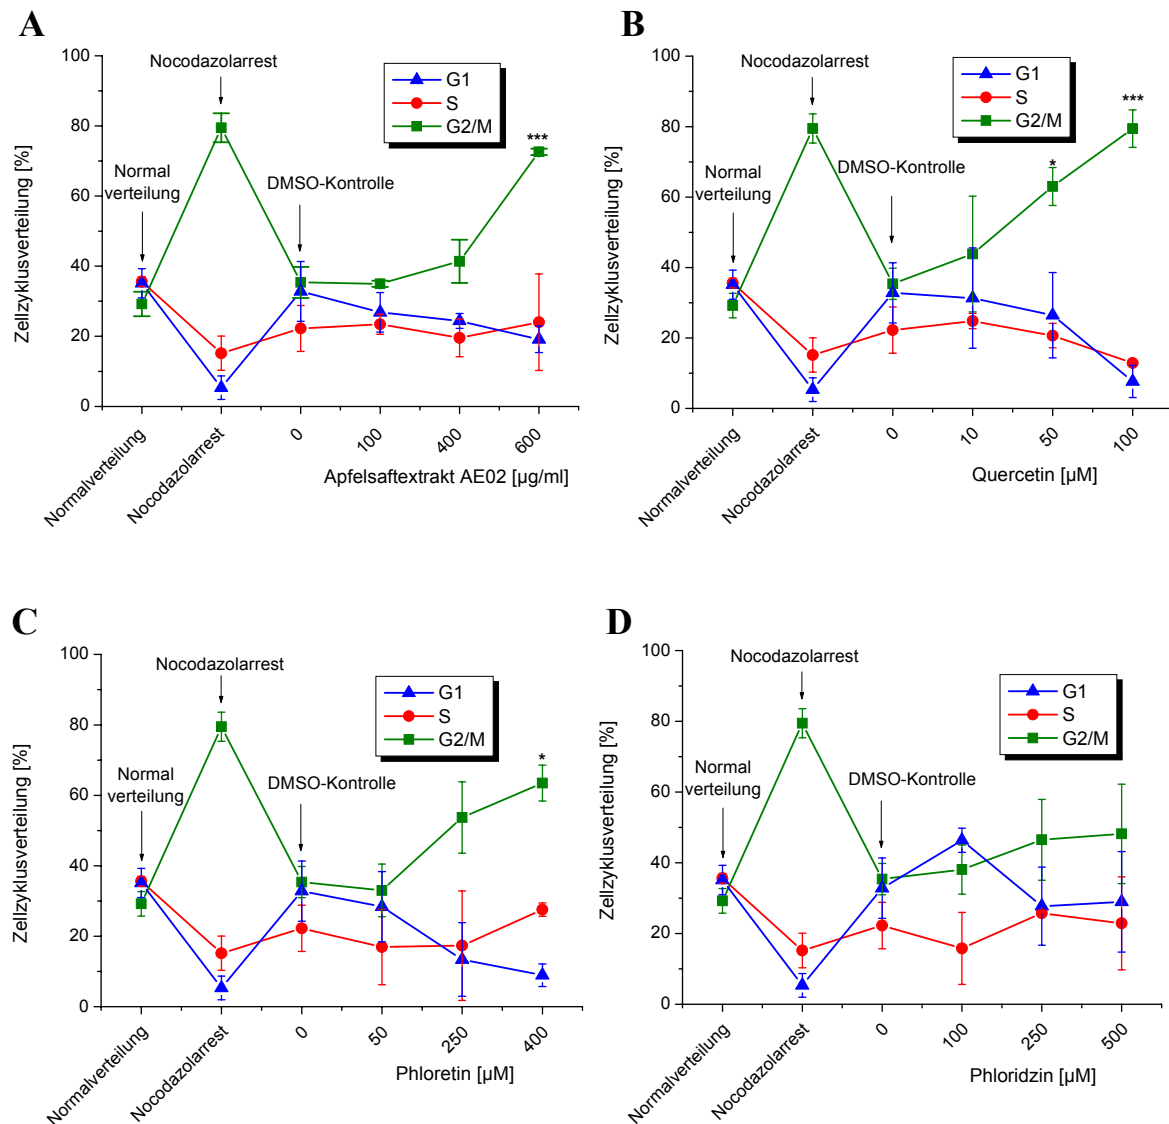 A
Zellzyklusverteilung [%]
100
80
60
40
20
0
Nocodazolarrest
G1
S
G2/M
***
Normal
verteilung
DMSO-Kontrolle
Normalverteilung
Nocodazolarrest
0
100
400
600
Apfelsaftextrakt AE02 [µg/ml]
B
Zellzyklusverteilung [%]
100
80
60
40
20
0
Nocodazolarrest
G1
S
G2/M
***
*
Normal
verteilung
DMSO-Kontrolle
Normalverteilung
Nocodazolarrest
0
10
50
100
Quercetin [µM]
C
Zellzyklusverteilung [%]
100
80
60
40
20
0
Nocodazolarrest
G1
S
G2/M
*
Normal
verteilung
DMSO-Kontrolle
Normalverteilung
Nocodazolarrest
0
50
250
400
Phloretin [µM]
D
Zellzyklusverteilung [%]
100
80
60
40
20
0
Nocodazolarrest
G1
S
G2/M
Normal
verteilung
DMSO-Kontrolle
Normalverteilung
Nocodazolarrest
0
100
250
500
Phloridzin [µM]